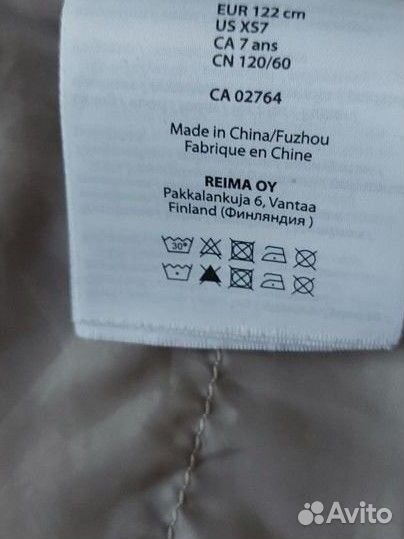 EUR 122 cm
US XS7
CA 7 ans
CN 120/60
CA 02764
Made in China/Fuzhou
Fabrique en Chine
REIMA OY
Pakkalankuja 6, Vantaa
Finland (Финляндия )
30°
Avito